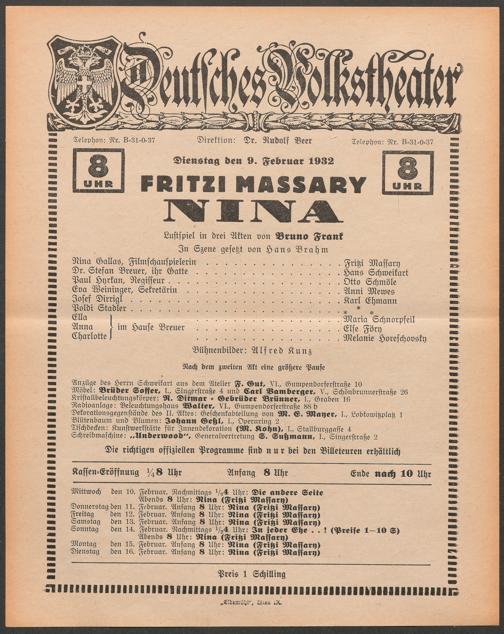 Deutsches Volkstheater
Telephon: Nr. B-31-0-37 Direktion: Dr. Rudolf Beer Telephon: Nr. B-31-0-37
Dienstag den 9. Februar 1932
8 UHR
8 UHR
FRITZI MASSARY
NINA
Lustspiel in drei Akten von Bruno Frank
In Szene gesetzt von Hans Brahm
Nina Gallas, Filmschauspielerin . . . Fritzi Massary
Dr. Stefan Breuer, ihr Gatte . . . Hans Schweikart
Paul Hyrkan, Regisseur . . . Otto Schmöle
Eva Weininger, Sekretärin . . . Anni Mewes
Josef Dirrigl . . . Karl Ehmann
Poldi Stadler . . . * * *
Ella . . . Maria Schnorpfeil
Anna } im Hause Breuer . . . Else Föry
Charlotte . . . Melanie Horeschovsky
Bühnenbilder: Alfred Kunz
Nach dem zweiten Akt eine größere Pause
Anzüge des Herrn Schweikart aus dem Atelier F. Gut, VI, Gumpendorferstraße 10
Möbel: Brüder Soffer, I., Singerstraße 4 und Carl Bamberger, V., Schönbrunnerstraße 26
Kristallbeleuchtungskörper: R. Ditmar-Gebrüder Brünner, I., Graben 16
Radioanlage: Beleuchtungshaus Walter, VI, Gumpendorferstraße 88 b
Dekorationsgegenstände des II. Aktes: Geschenkabteilung von M. E. Mayer, I., Lobkowitzplatz 1
Blütenbaum und Blumen: Johann Geßl, I., Opernring 2
Tischdecken: Kunstwerkstätte für Innendekoration (M. Kohn), I., Stallburggasse 4
Schreibmaschine: „Underwood“, Generalvertretung S. Sußmann, I., Singerstraße 2
Die richtigen offiziellen Programme sind nur bei den Billeteuren erhältlich
Kassen-Eröffnung ¼8 Uhr Anfang 8 Uhr Ende nach 10 Uhr
Mittwoch den 10. Februar. Nachmittags ½4 Uhr: Die andere Seite
Abends 8 Uhr: Nina (Fritzi Massary)
Donnerstag den 11. Februar. Anfang 8 Uhr: Nina (Fritzi Massary)
Freitag den 12. Februar. Anfang 8 Uhr: Nina (Fritzi Massary)
Samstag den 13. Februar. Anfang 8 Uhr: Nina (Fritzi Massary)
Sonntag den 14. Februar. Nachmittags ½4 Uhr: In jeder Ehe . . ! (Preise 1–10 S)
Abends 8 Uhr: Nina (Fritzi Massary)
Montag den 15. Februar. Anfang 8 Uhr: Nina (Fritzi Massary)
Dienstag den 16. Februar. Anfang 8 Uhr: Nina (Fritzi Massary)
Preis 1 Schilling
„Elbemühl“, Wien IX.